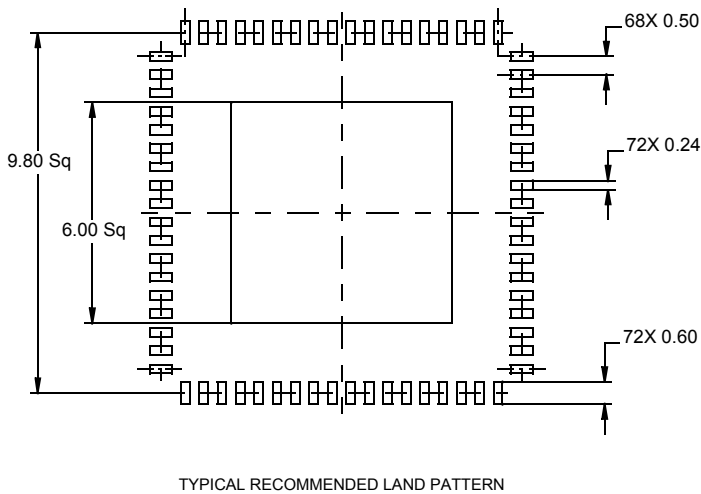 68X 0.50
9.80 Sq
72X 0.24
6.00 Sq
72X 0.60
TYPICAL RECOMMENDED LAND PATTERN